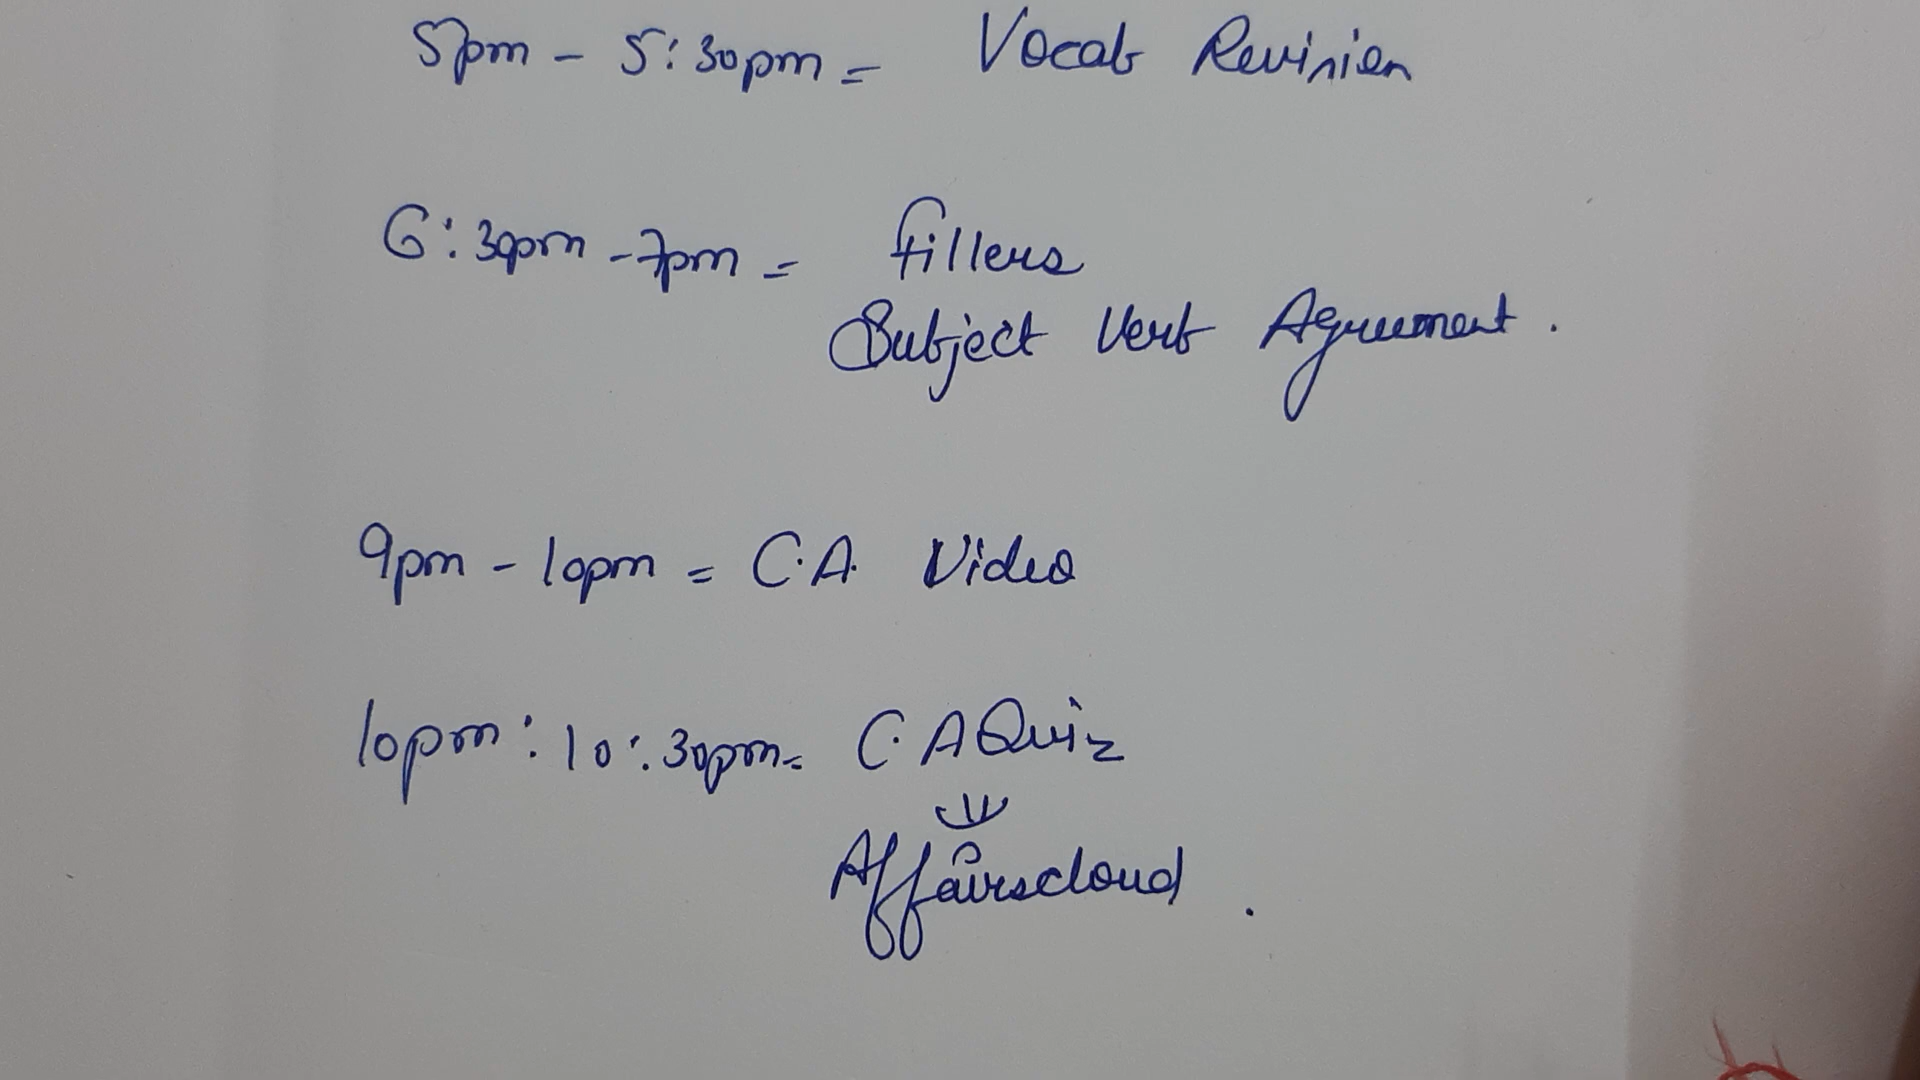 5pm - 5:30pm = Vocab Revision
6:30pm - 7pm = fillers
Subject Verb Agreement.
9pm - 10pm = C.A. Video
10pm : 10:30pm = C.A Quiz
Affairscloud.